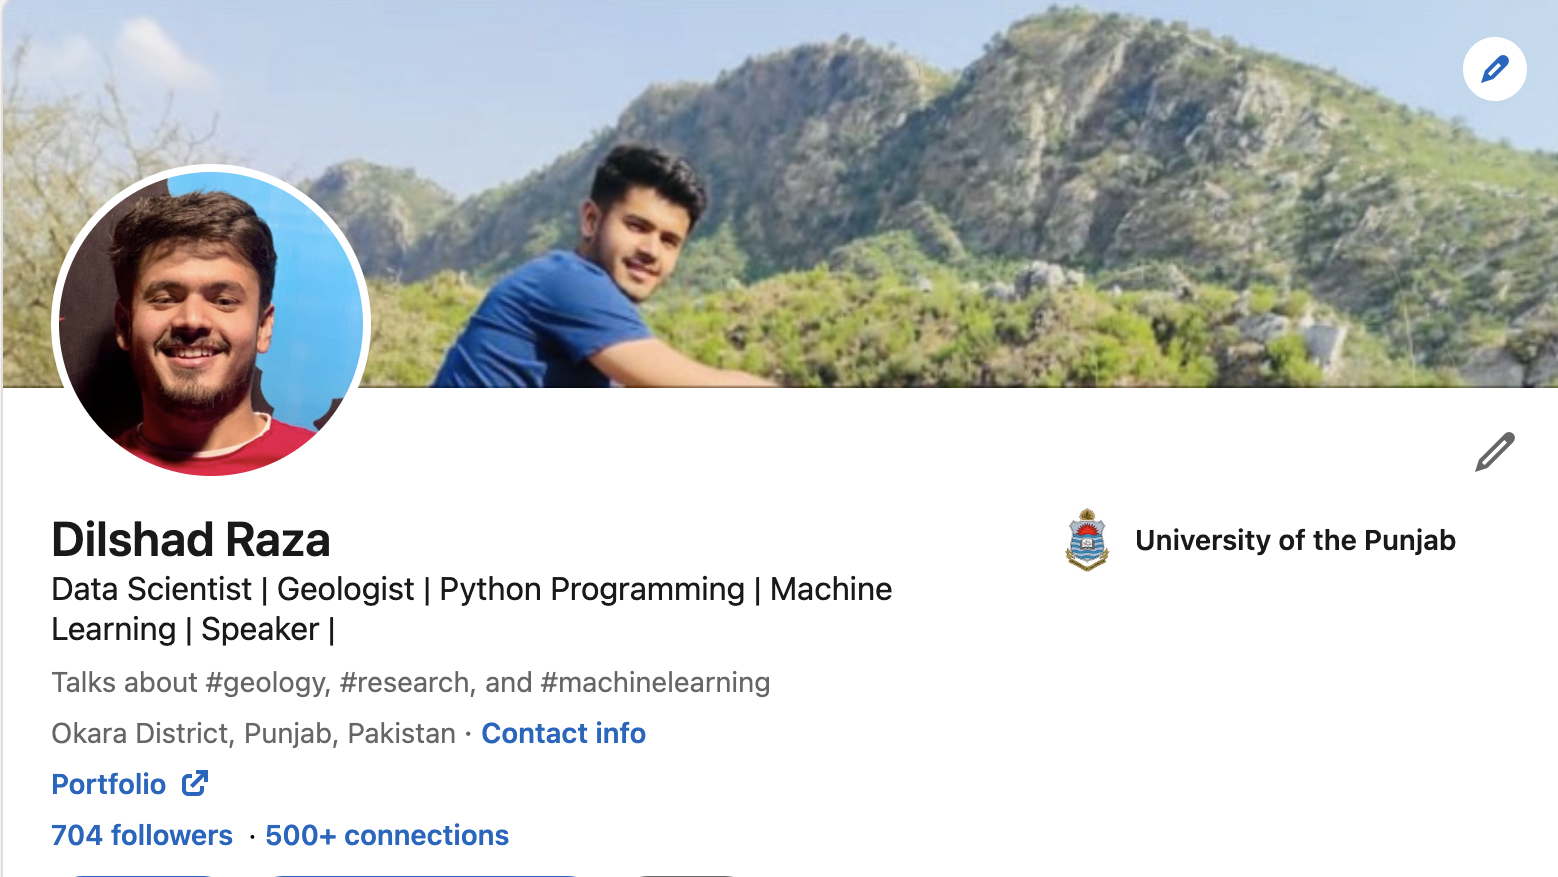 Dilshad Raza
University of the Punjab
Data Scientist | Geologist | Python Programming | Machine
Learning | Speaker |
Talks about #geology, #research, and #machinelearning
Okara District, Punjab, Pakistan · Contact info
Portfolio
704 followers · 500+ connections